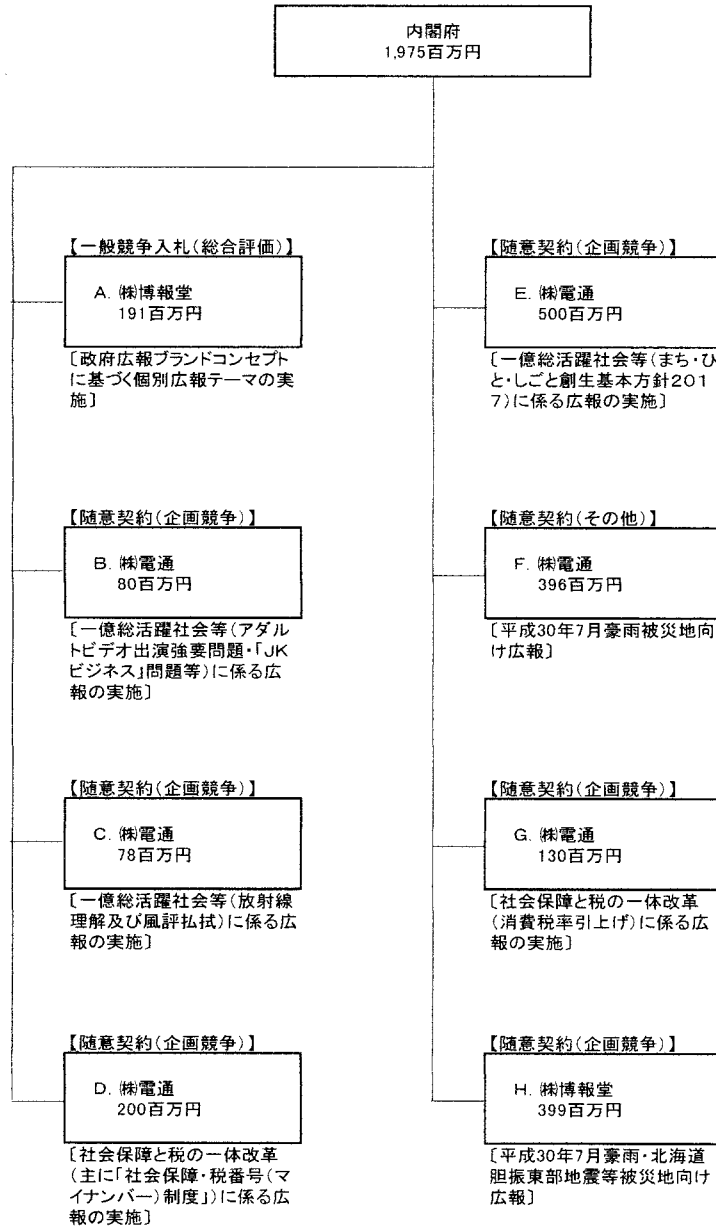 内閣府
1,975百万円
【一般競争入札(総合評価)】
A. ㈱博報堂
191百万円
〔政府広報ブランドコンセプト
に基づく個別広報テーマの実
施〕
【随意契約(企画競争)】
B. ㈱電通
80百万円
〔一億総活躍社会等(アダル
トビデオ出演強要問題・「JK
ビジネス」問題等)に係る広
報の実施〕
【随意契約(企画競争)】
C. ㈱電通
78百万円
〔一億総活躍社会等(放射線
理解及び風評払拭)に係る広
報の実施〕
【随意契約(企画競争)】
D. ㈱電通
200百万円
〔社会保障と税の一体改革
(主に「社会保障・税番号(マ
イナンバー)制度」)に係る広
報の実施〕
【随意契約(企画競争)】
E. ㈱電通
500百万円
〔一億総活躍社会等(まち・ひ
と・しごと創生基本方針201
7)に係る広報の実施〕
【随意契約(その他)】
F. ㈱電通
396百万円
〔平成30年7月豪雨被災地向
け広報〕
【随意契約(企画競争)】
G. ㈱電通
130百万円
〔社会保障と税の一体改革
(消費税率引上げ)に係る広
報の実施〕
【随意契約(企画競争)】
H. ㈱博報堂
399百万円
〔平成30年7月豪雨・北海道
胆振東部地震等被災地向け
広報〕